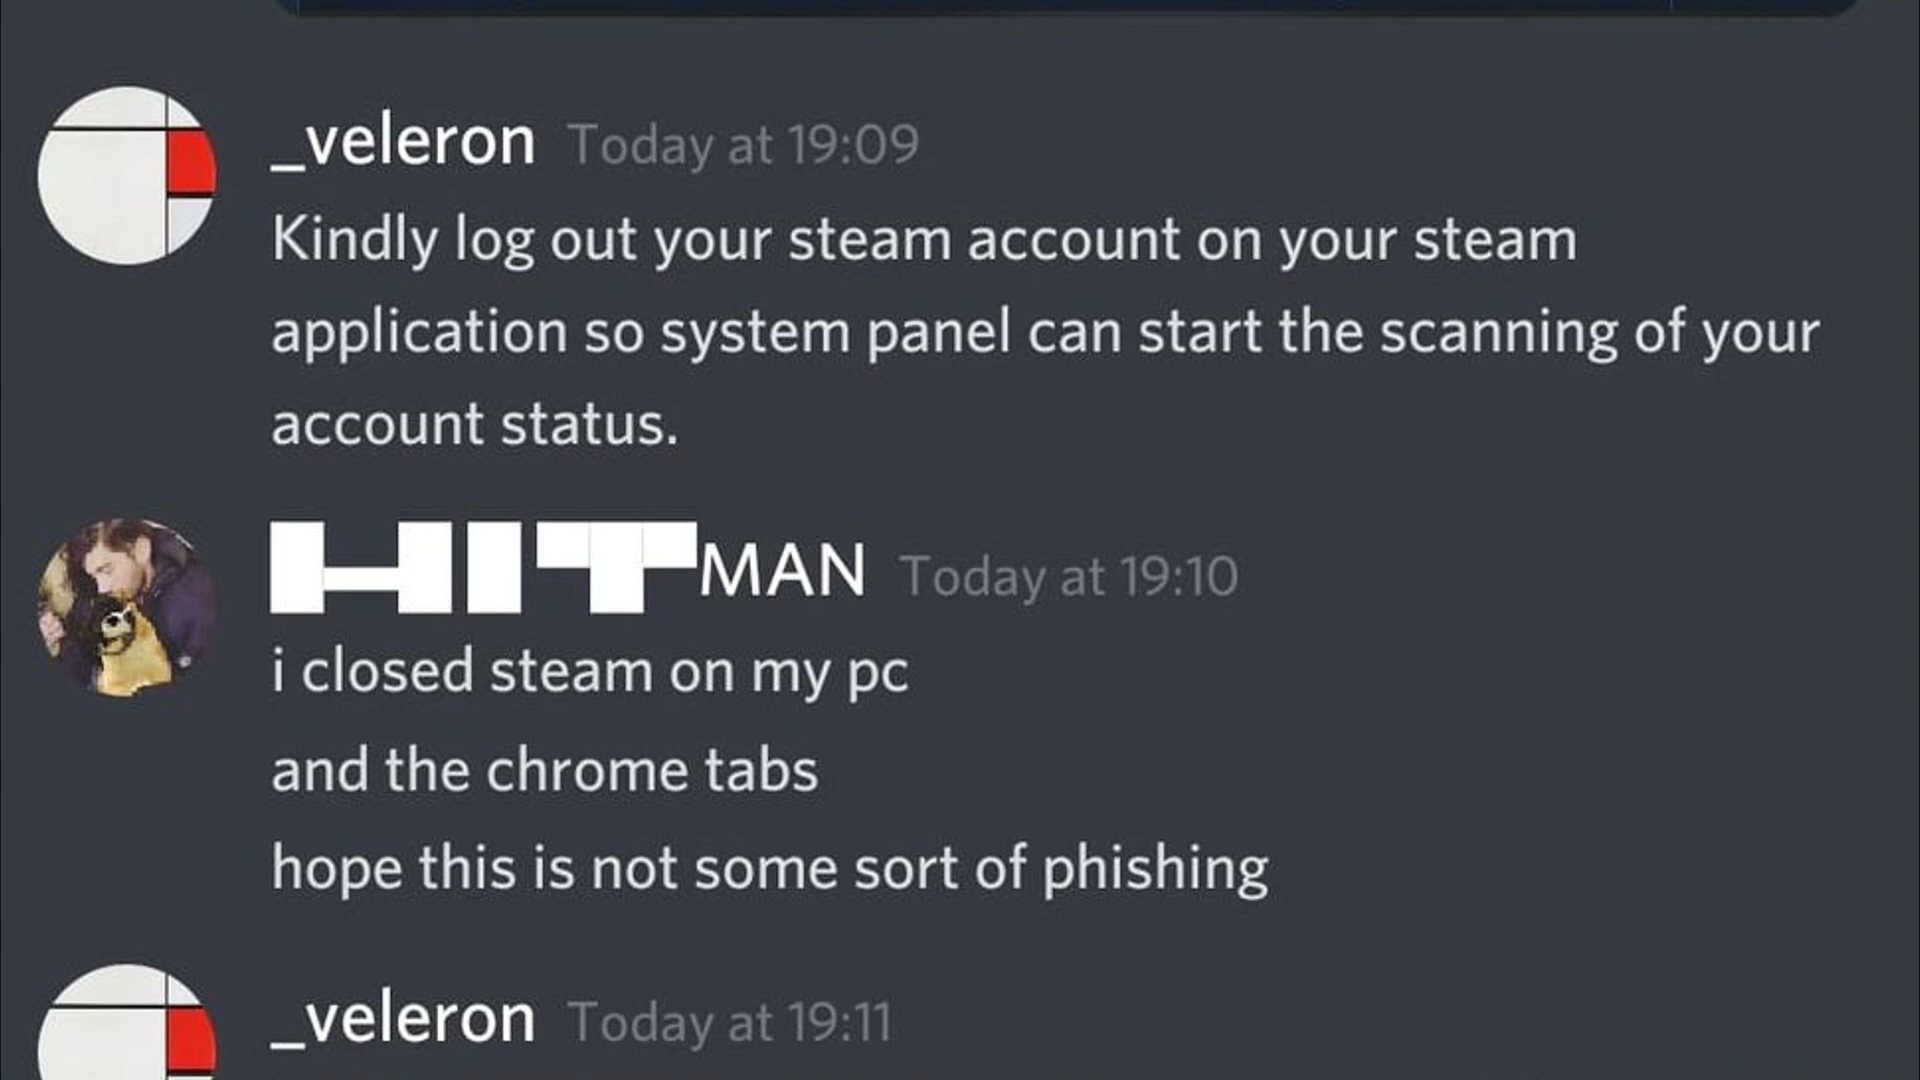 _veleron Today at 19:09
Kindly log out your steam account on your steam
application so system panel can start the scanning of your
account status.
HITMAN Today at 19:10
i closed steam on my pc
and the chrome tabs
hope this is not some sort of phishing
_veleron Today at 19:11